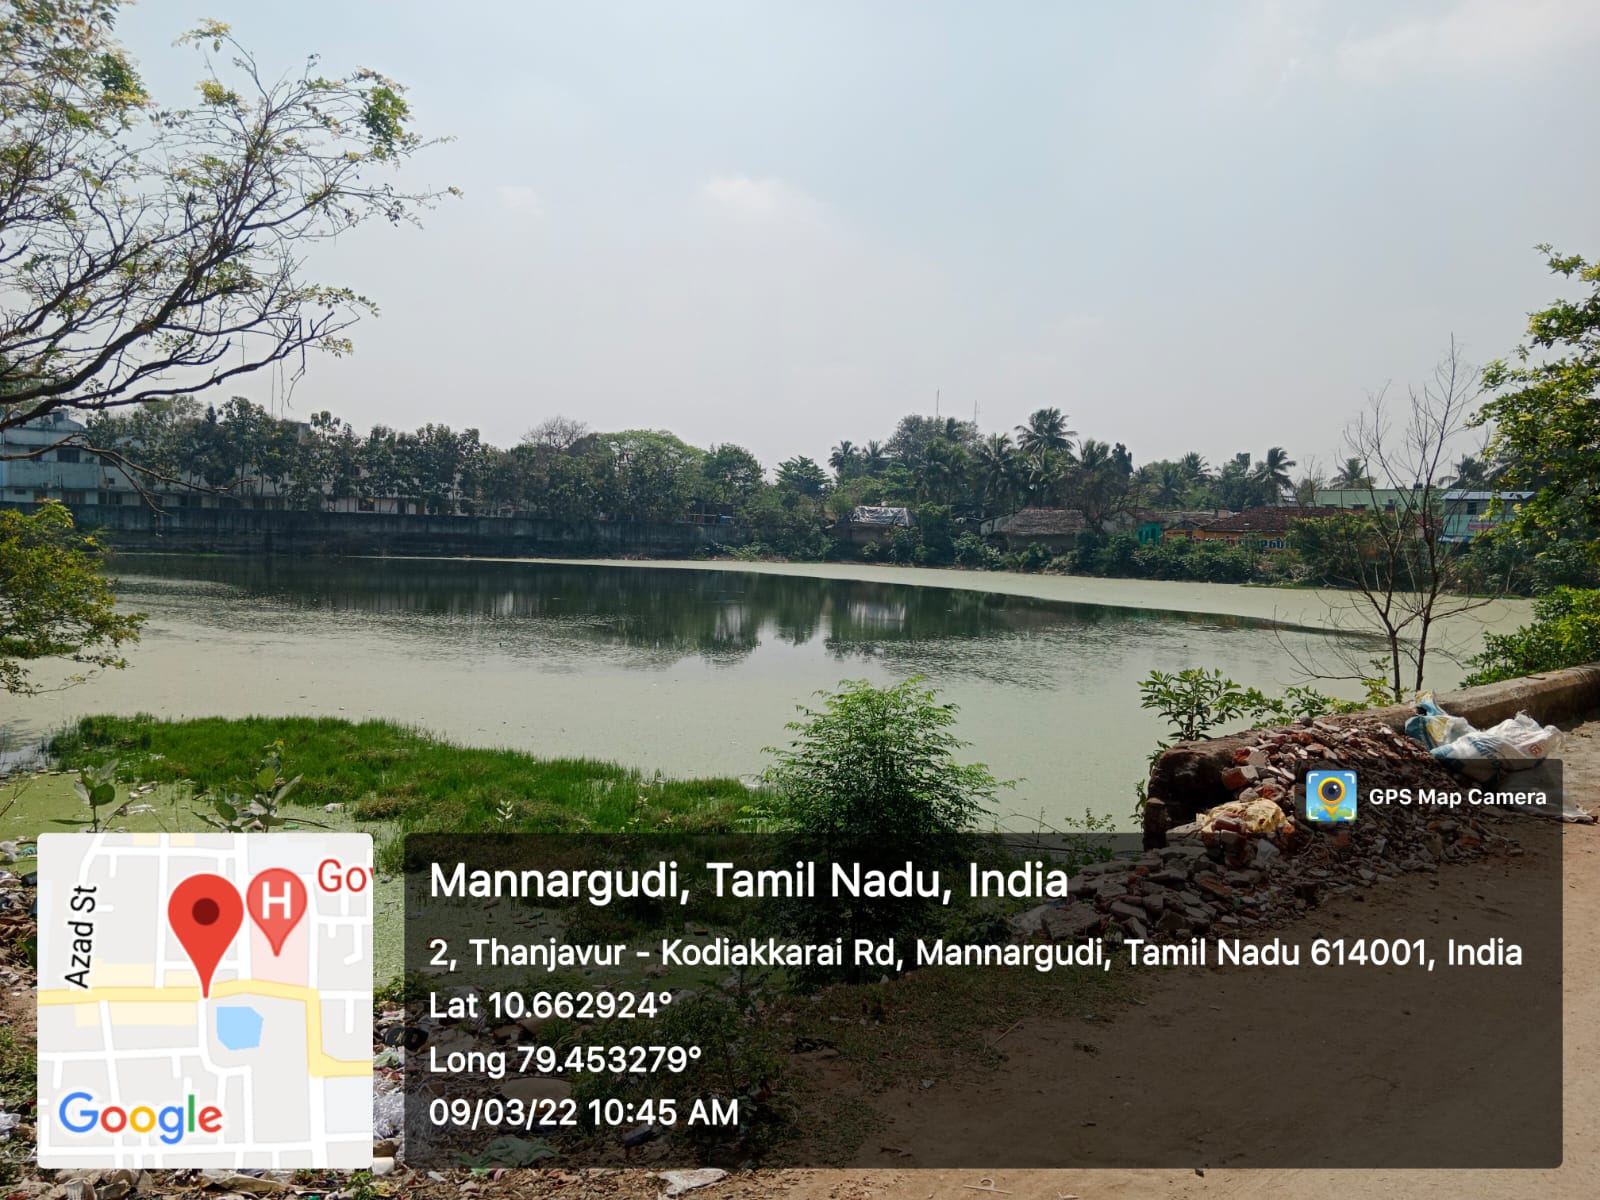 GPS Map Camera
Mannargudi, Tamil Nadu, India
2, Thanjavur - Kodiakkarai Rd, Mannargudi, Tamil Nadu 614001, India
Lat 10.662924°
Long 79.453279°
09/03/22 10:45 AM
Azad St
H
Gov
Google